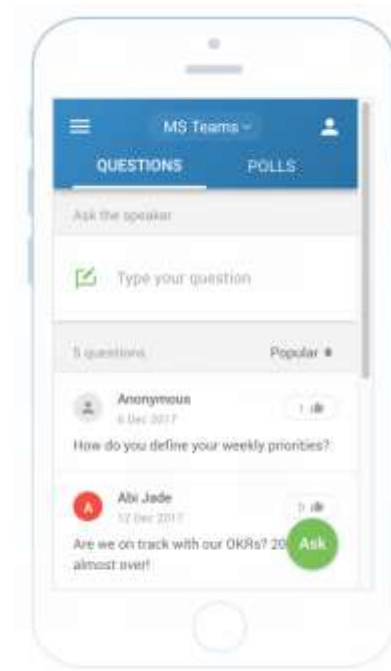 MS Teams
QUESTIONS POLLS
Ask the speaker
Type your question
5 questions Popular
Anonymous
6 Dec 2017
1
How do you define your weekly priorities?
A Abi Jade
12 Dec 2017
0
Are we on track with our OKRs? 20
Ask
almost over!